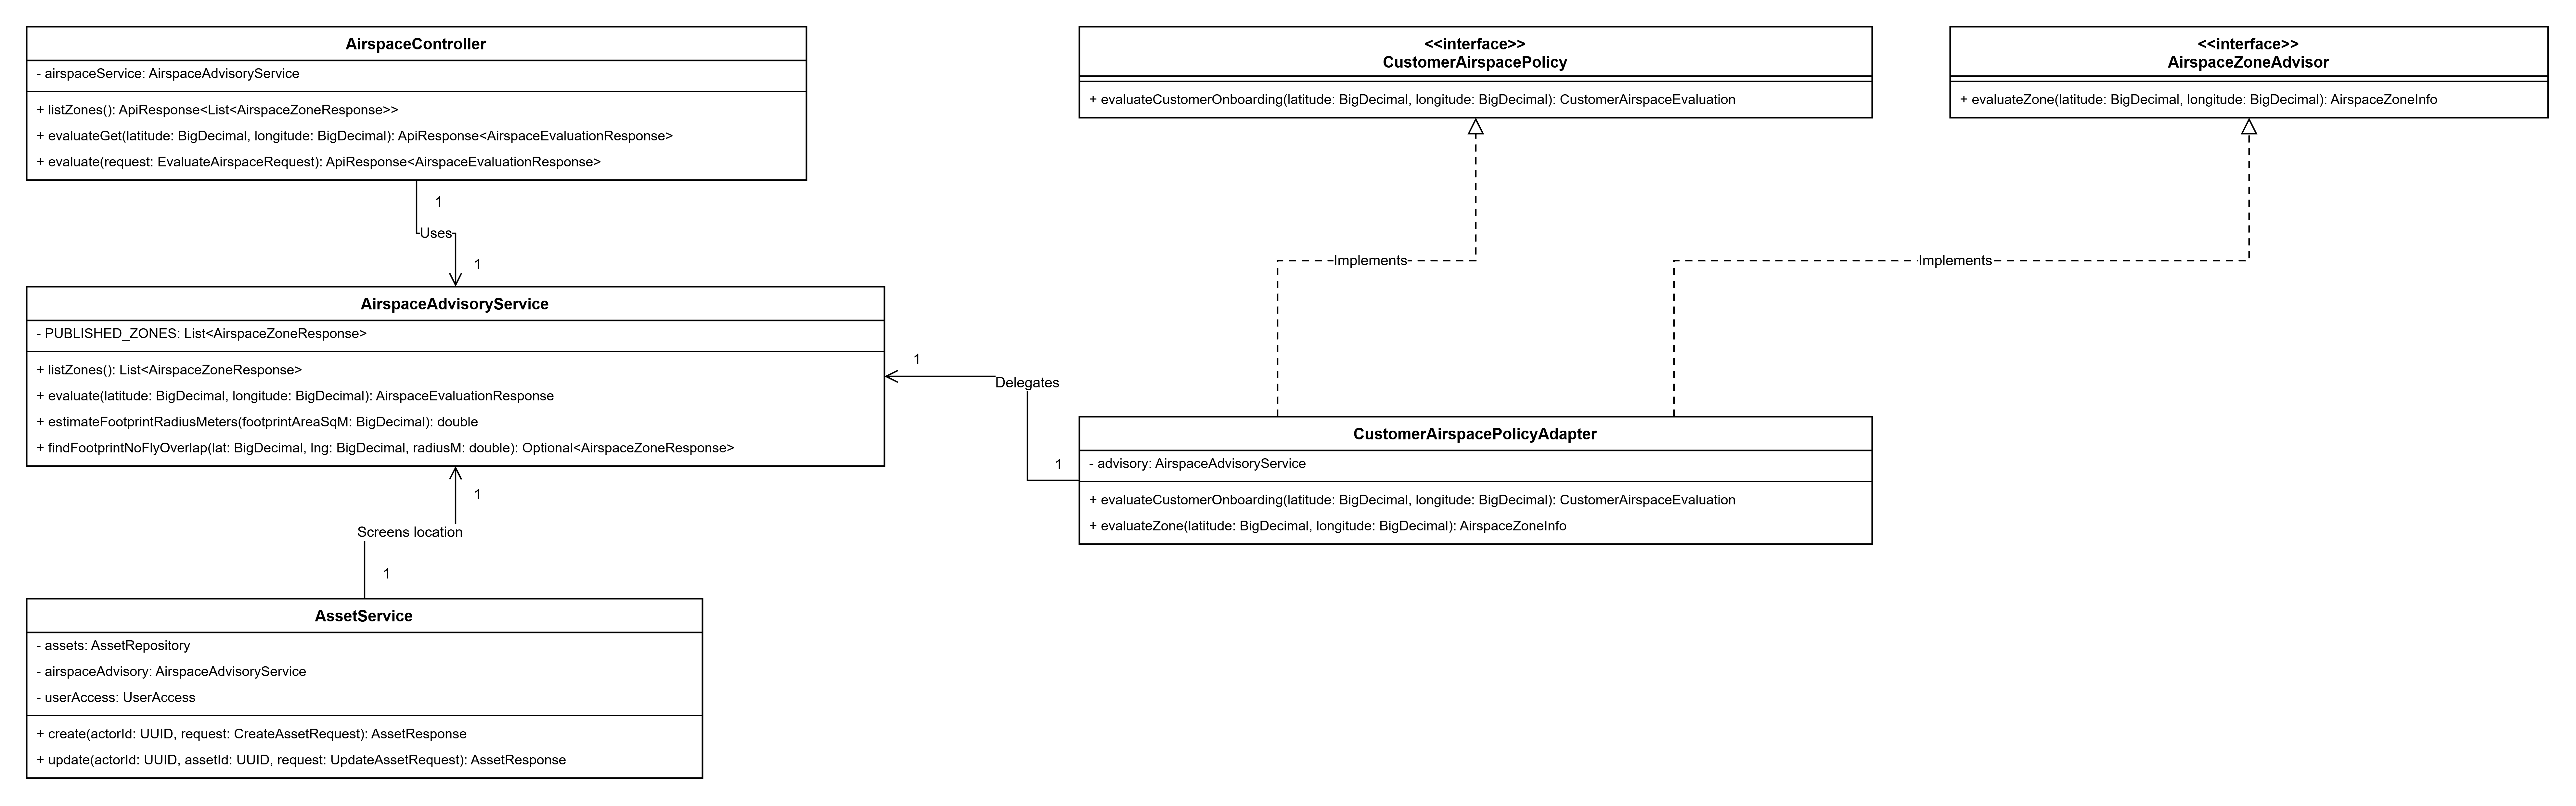 AirspaceController
- airspaceService: AirspaceAdvisoryService
+ listZones(): ApiResponse<List<AirspaceZoneResponse>>
+ evaluateGet(latitude: BigDecimal, longitude: BigDecimal): ApiResponse<AirspaceEvaluationResponse>
+ evaluate(request: EvaluateAirspaceRequest): ApiResponse<AirspaceEvaluationResponse>
<<interface>>
CustomerAirspacePolicy
+ evaluateCustomerOnboarding(latitude: BigDecimal, longitude: BigDecimal): CustomerAirspaceEvaluation
<<interface>>
AirspaceZoneAdvisor
+ evaluateZone(latitude: BigDecimal, longitude: BigDecimal): AirspaceZoneInfo
1
Uses
1
Implements
Implements
AirspaceAdvisoryService
- PUBLISHED_ZONES: List<AirspaceZoneResponse>
+ listZones(): List<AirspaceZoneResponse>
+ evaluate(latitude: BigDecimal, longitude: BigDecimal): AirspaceEvaluationResponse
+ estimateFootprintRadiusMeters(footprintAreaSqM: BigDecimal): double
+ findFootprintNoFlyOverlap(lat: BigDecimal, lng: BigDecimal, radiusM: double): Optional<AirspaceZoneResponse>
1
Delegates
1
CustomerAirspacePolicyAdapter
- advisory: AirspaceAdvisoryService
+ evaluateCustomerOnboarding(latitude: BigDecimal, longitude: BigDecimal): CustomerAirspaceEvaluation
+ evaluateZone(latitude: BigDecimal, longitude: BigDecimal): AirspaceZoneInfo
1
Screens location
1
AssetService
- assets: AssetRepository
- airspaceAdvisory: AirspaceAdvisoryService
- userAccess: UserAccess
+ create(actorId: UUID, request: CreateAssetRequest): AssetResponse
+ update(actorId: UUID, assetId: UUID, request: UpdateAssetRequest): AssetResponse